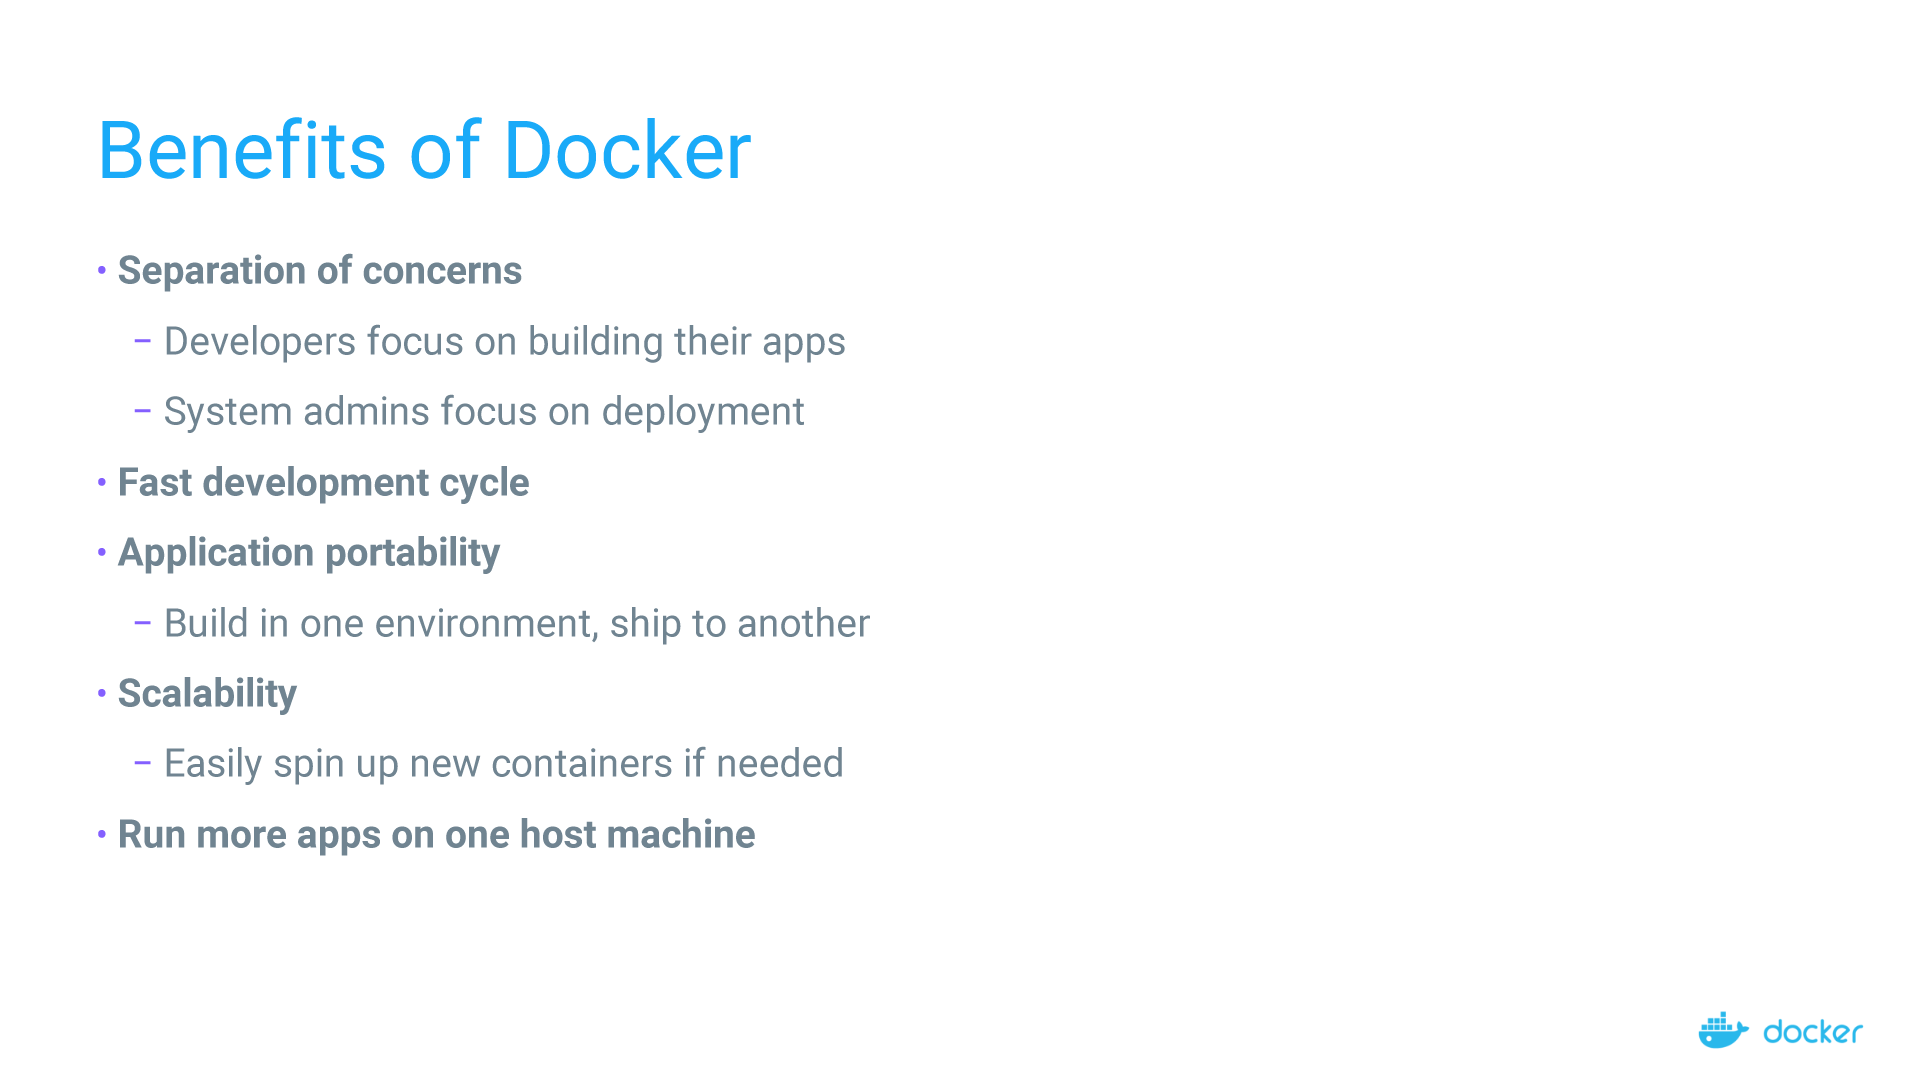 Benefits of Docker
• Separation of concerns
– Developers focus on building their apps
– System admins focus on deployment
• Fast development cycle
• Application portability
– Build in one environment, ship to another
• Scalability
– Easily spin up new containers if needed
• Run more apps on one host machine
docker